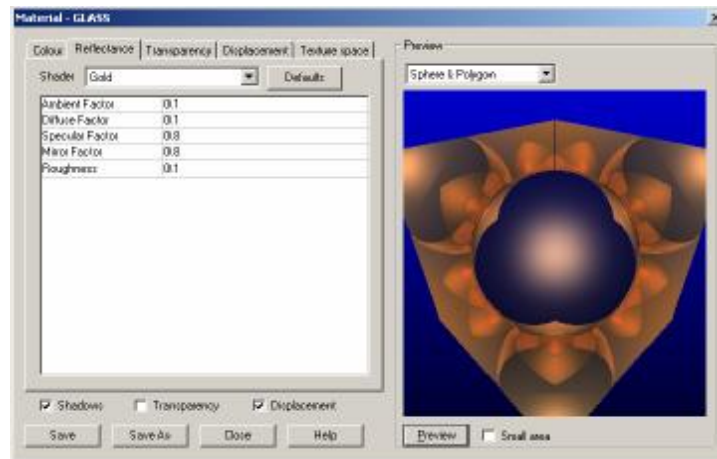 Material - GLASS
Colour Reflectance Transparency Displacement Texture space
Shader Gold Defaults
Ambient Factor 0.1
Diffuse Factor 0.1
Specular Factor 0.8
Mirror Factor 0.8
Roughness 0.1
Shadows Transparency Displacement
Save Save As Close Help
Preview
Sphere & Polygon
Preview Small area